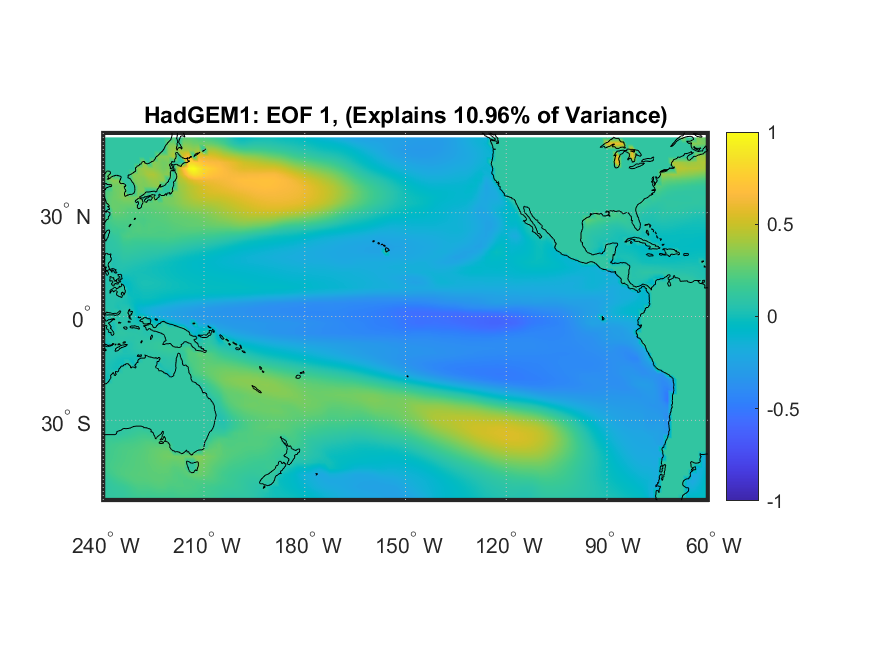 HadGEM1: EOF 1, (Explains 10.96% of Variance)
1
0.5
0
-0.5
-1
30° N
0°
30° S
240° W 210° W 180° W 150° W 120° W 90° W 60° W